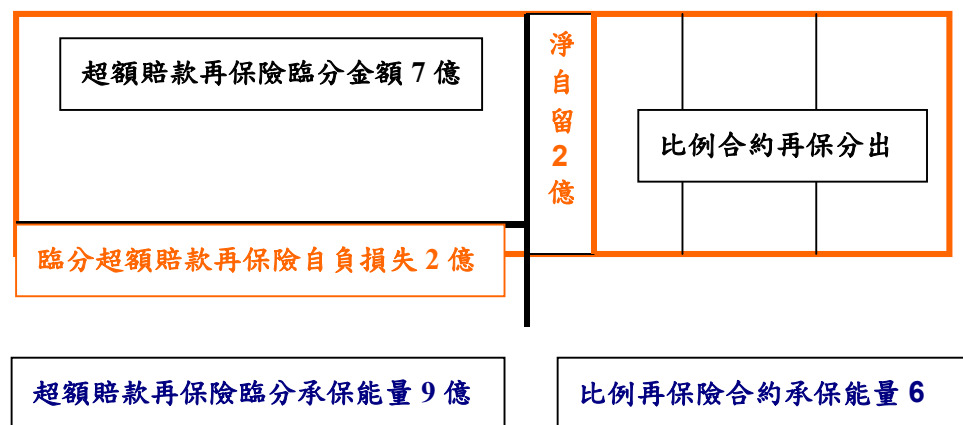 超額賠款再保險臨分金額 7 億
淨自留2億
比例合約再保分出
臨分超額賠款再保險自負損失 2 億
超額賠款再保險臨分承保能量 9 億
比例再保險合約承保能量 6